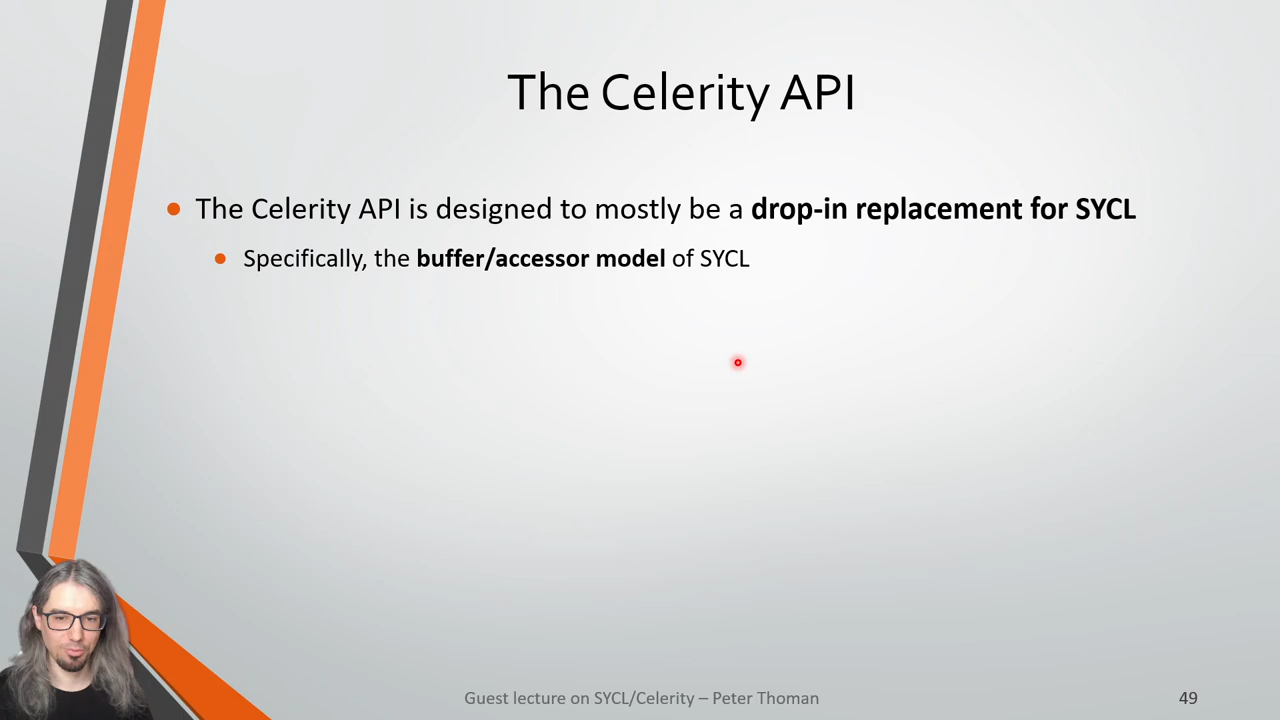 The Celerity API
The Celerity API is designed to mostly be a drop-in replacement for SYCL
Specifically, the buffer/accessor model of SYCL
Guest lecture on SYCL/Celerity – Peter Thoman
49